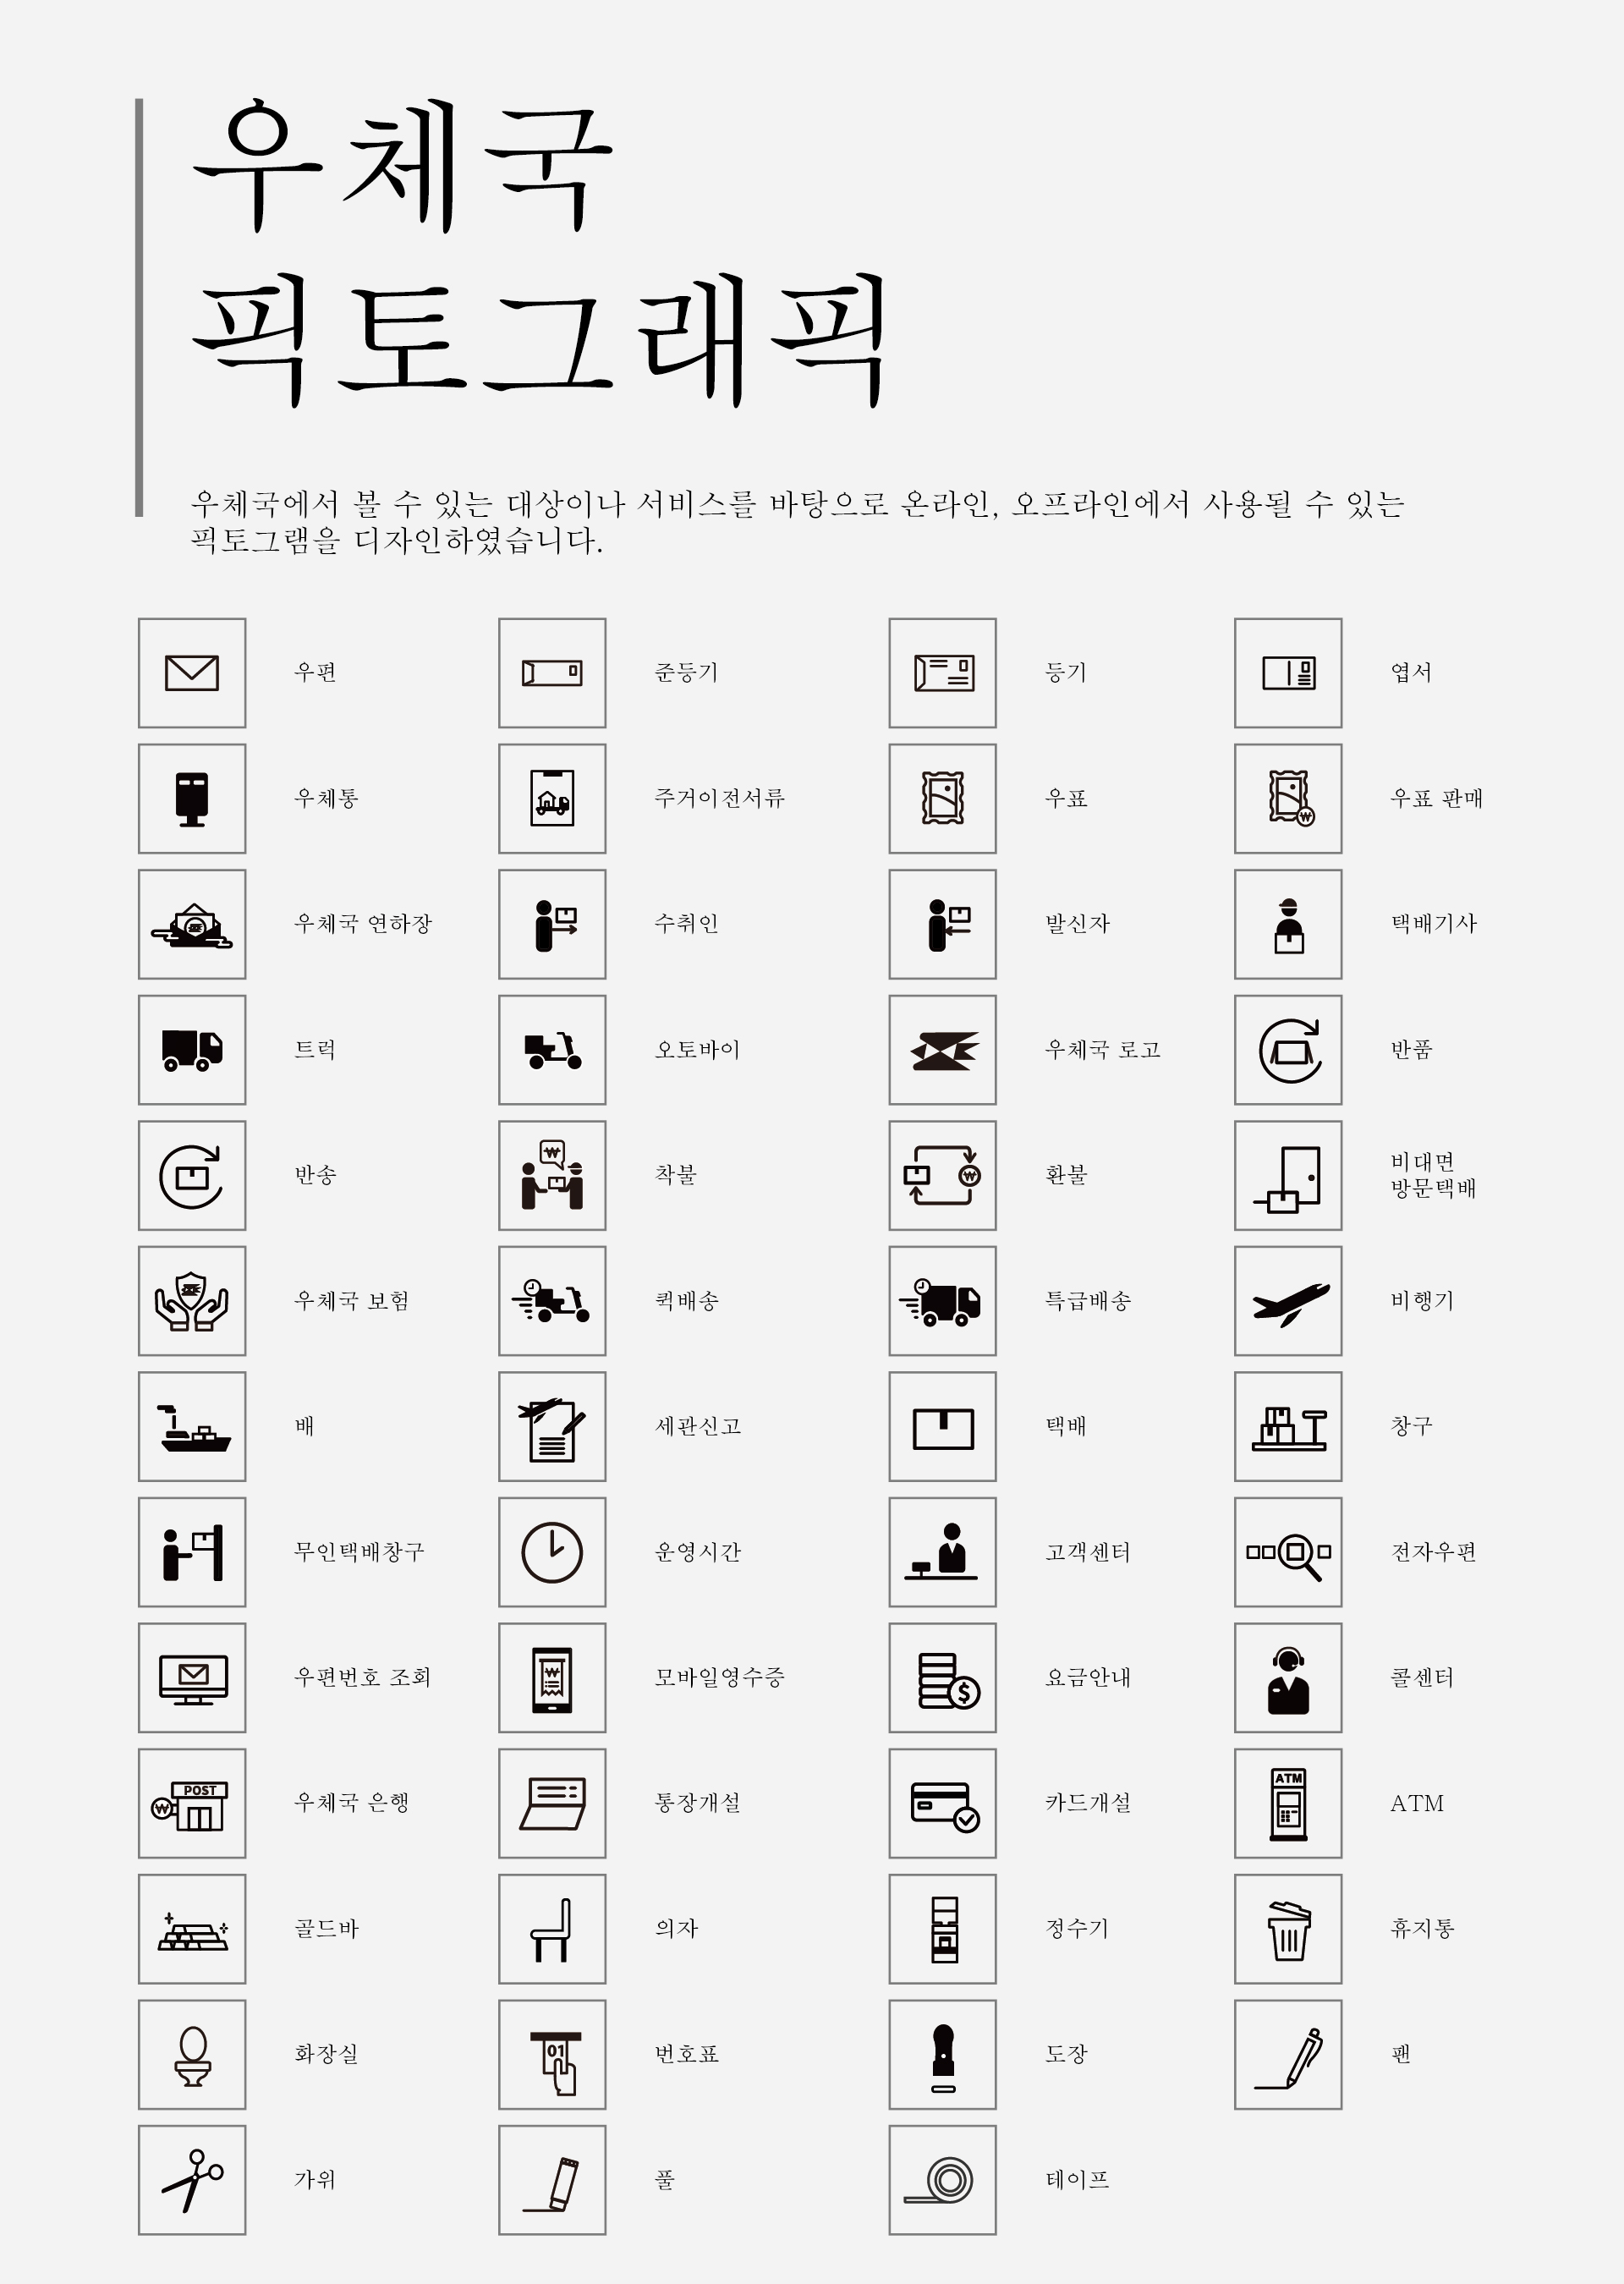 우체국
픽토그래픽
우체국에서 볼 수 있는 대상이나 서비스를 바탕으로 온라인, 오프라인에서 사용될 수 있는
픽토그램을 디자인하였습니다.
우편
준등기
등기
엽서
우체통
주거이전서류
우표
우표 판매
우체국 연하장
수취인
발신자
택배기사
트럭
오토바이
우체국 로고
반품
반송
착불
환불
비대면
방문택배
우체국 보험
퀵배송
특급배송
비행기
배
세관신고
택배
창구
무인택배창구
운영시간
고객센터
전자우편
우편번호 조회
모바일영수증
요금안내
콜센터
POST
우체국 은행
통장개설
카드개설
ATM
ATM
골드바
의자
정수기
휴지통
화장실
01
번호표
도장
팬
가위
풀
테이프